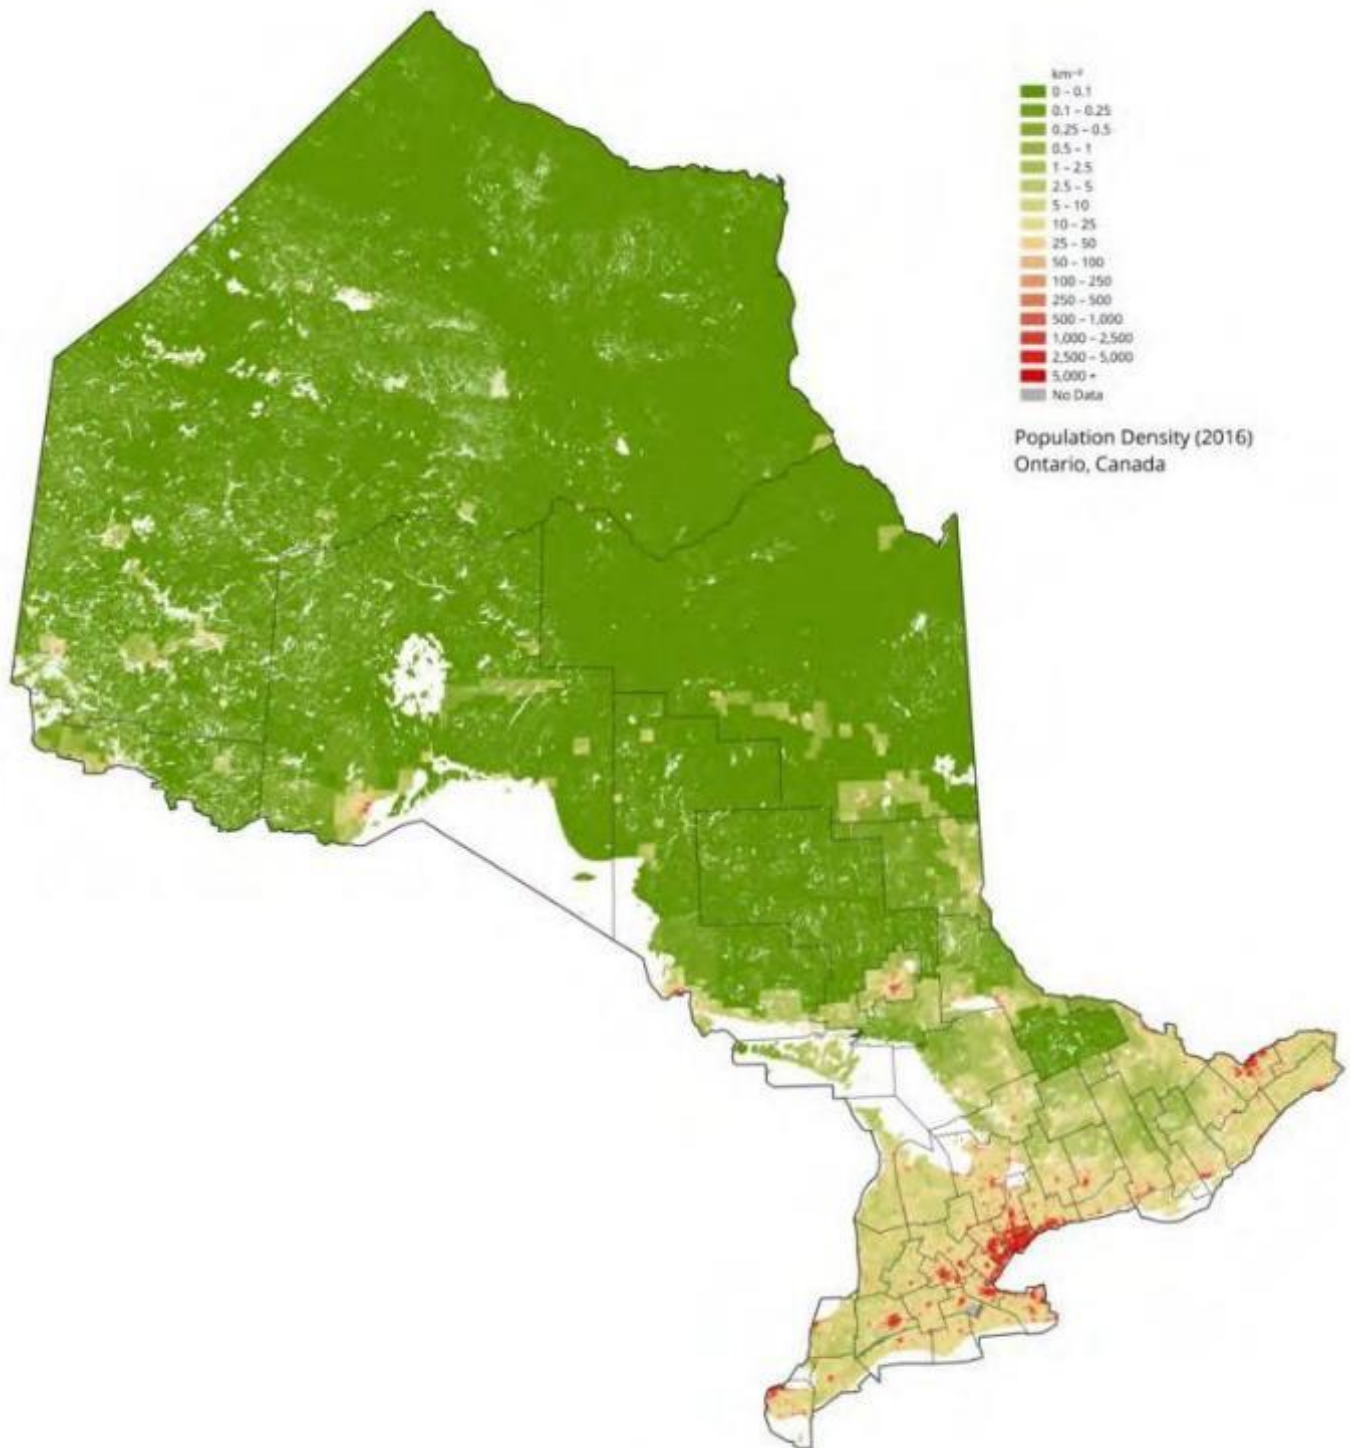 km⁻²
0 – 0.1
0.1 – 0.25
0.25 – 0.5
0.5 – 1
1 – 2.5
2.5 – 5
5 – 10
10 – 25
25 – 50
50 – 100
100 – 250
250 – 500
500 – 1,000
1,000 – 2,500
2,500 – 5,000
5,000 +
No Data
Population Density (2016)
Ontario, Canada